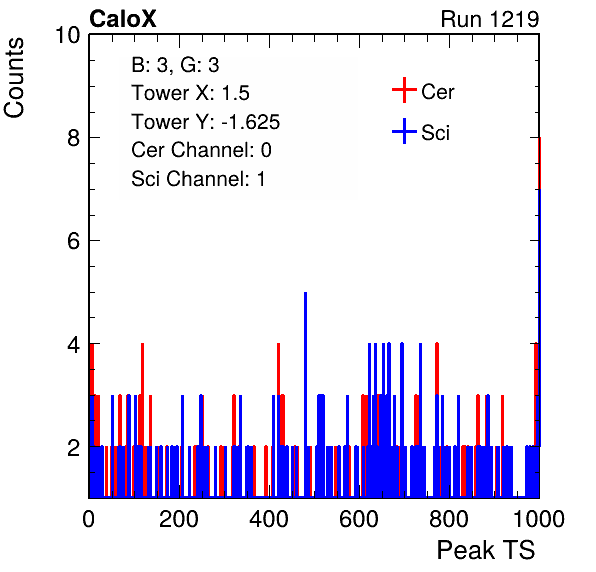 CaloX Run 1219
Counts
10
8
6
4
2
B: 3, G: 3
Tower X: 1.5
Tower Y: -1.625
Cer Channel: 0
Sci Channel: 1
Cer
Sci
0 200 400 600 800 1000
Peak TS